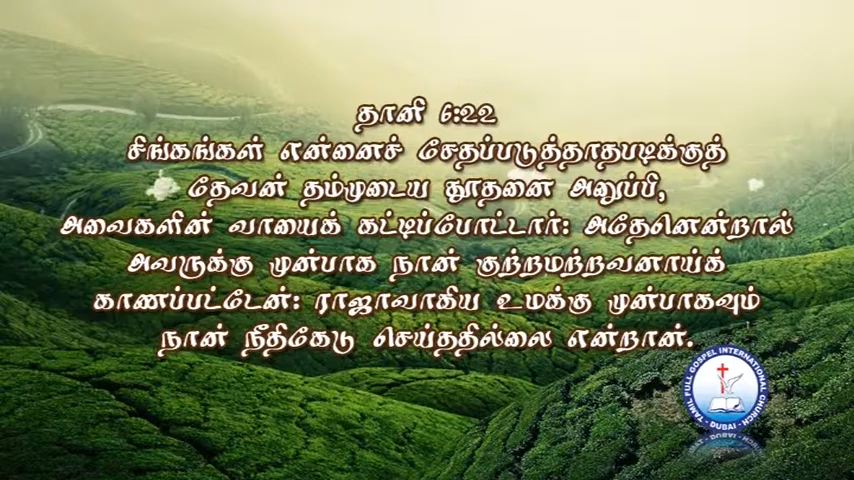 தானி 6:22
சிங்கங்கள் என்னைச் சேதப்படுத்தாதபடிக்குத்
தேவன் தம்முடைய தூதனை அனுப்பி,
அவைகளின் வாயைக் கட்டிப்போட்டார்: அதேனென்றால்
அவருக்கு முன்பாக நான் குற்றமற்றவனாய்க்
காணப்பட்டேன்: ராஜாவாகிய உமக்கு முன்பாகவும்
நான் நீதிகேடு செய்ததில்லை என்றான்.
TAMIL FULL GOSPEL INTERNATIONAL CHURCH
- DUBAI -